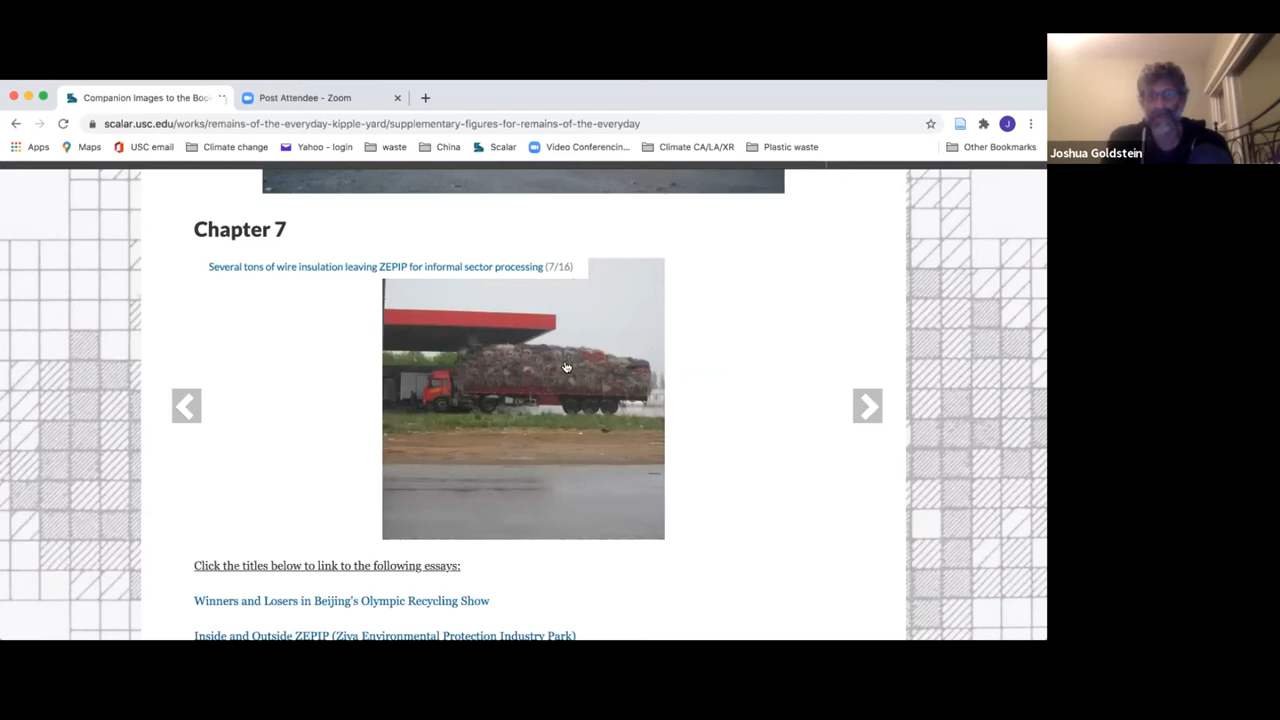 Companion Images to the Boo
Post Attendee - Zoom
scalar.usc.edu/works/remains-of-the-everyday-kipple-yard/supplementary-figures-for-remains-of-the-everyday
J
Apps
Maps
USC email
Climate change
Yahoo - login
waste
China
Scalar
Video Conferencin...
Climate CA/LA/XR
Plastic waste
Other Bookmarks
Joshua Goldstein
Chapter 7
Several tons of wire insulation leaving ZEPIP for informal sector processing (7/16)
Click the titles below to link to the following essays:
Winners and Losers in Beijing's Olympic Recycling Show
Inside and Outside ZEPIP (Ziya Environmental Protection Industry Park)